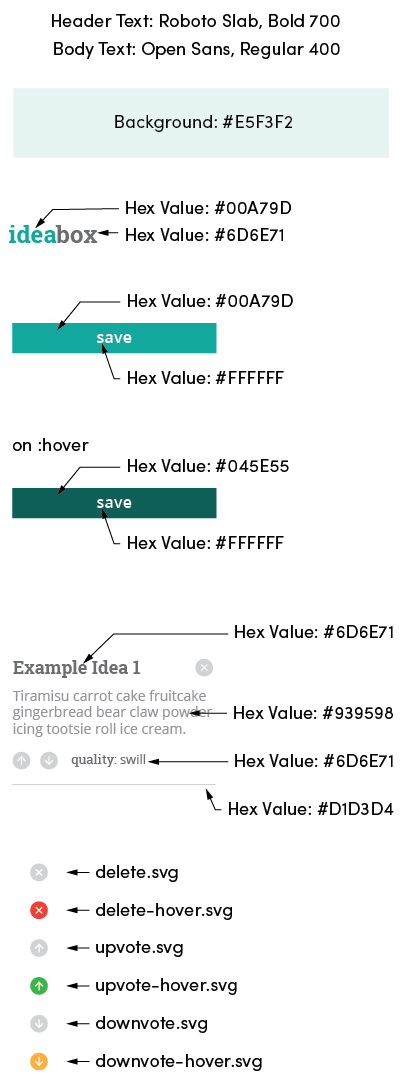 Header Text: Roboto Slab, Bold 700
Body Text: Open Sans, Regular 400
Background: #E5F3F2
Hex Value: #00A79D
ideabox
Hex Value: #6D6E71
Hex Value: #00A79D
save
Hex Value: #FFFFFF
on :hover
Hex Value: #045E55
save
Hex Value: #FFFFFF
Hex Value: #6D6E71
Example Idea 1
Tiramisu carrot cake fruitcake
gingerbread bear claw powder
icing tootsie roll ice cream.
Hex Value: #939598
quality: swill
Hex Value: #6D6E71
Hex Value: #D1D3D4
delete.svg
delete-hover.svg
upvote.svg
upvote-hover.svg
downvote.svg
downvote-hover.svg